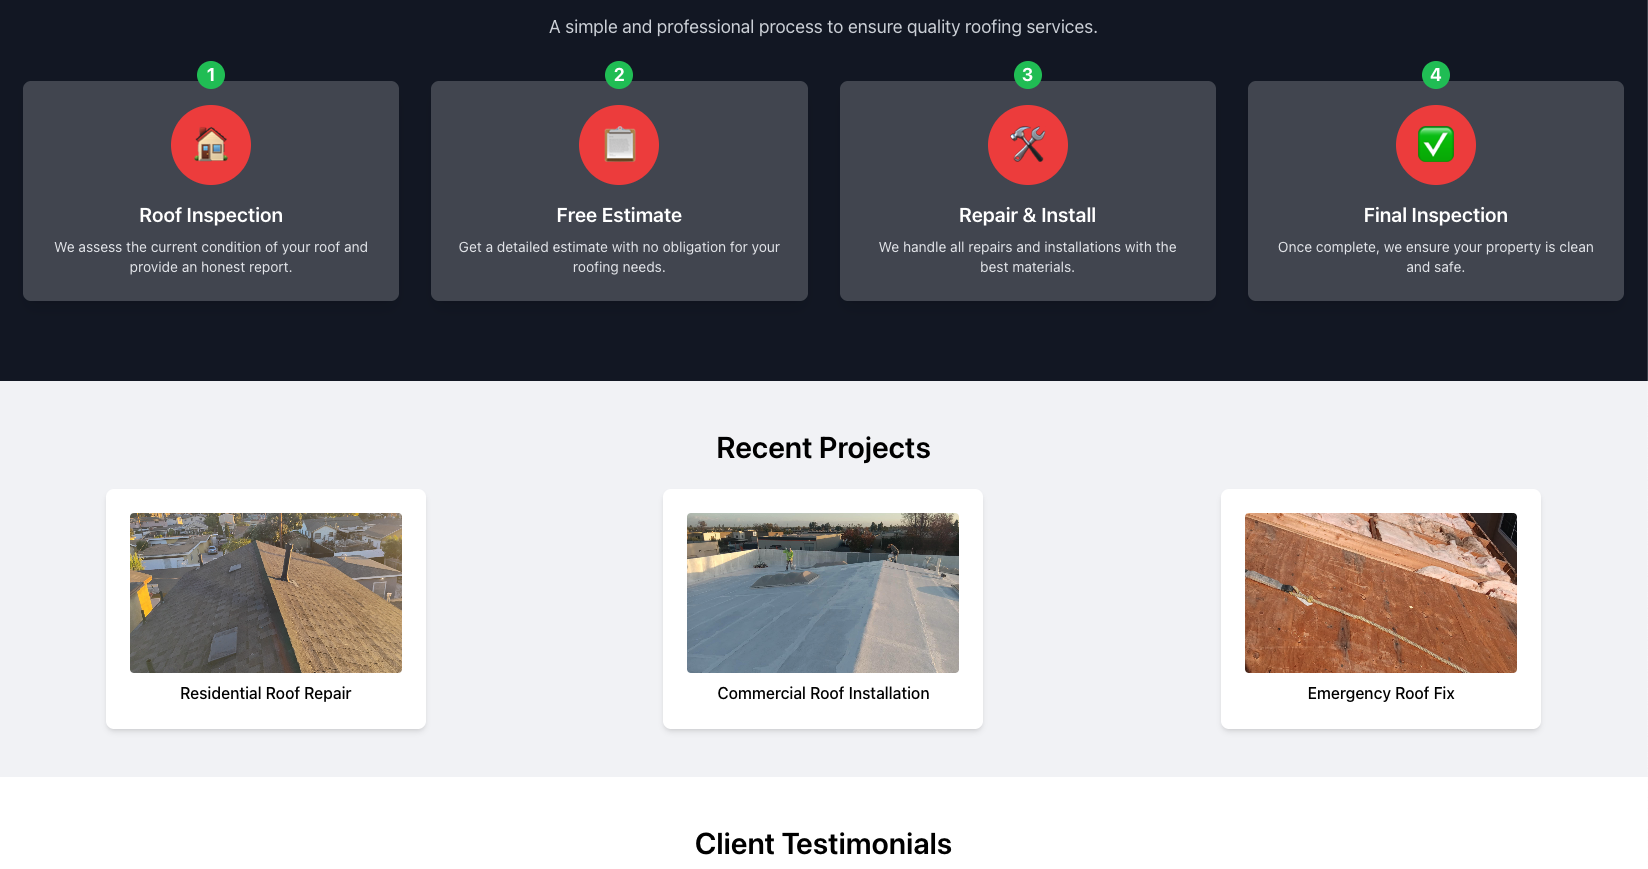 A simple and professional process to ensure quality roofing services.
1
2
3
4
Roof Inspection
We assess the current condition of your roof and
provide an honest report.
Free Estimate
Get a detailed estimate with no obligation for your
roofing needs.
Repair & Install
We handle all repairs and installations with the
best materials.
Final Inspection
Once complete, we ensure your property is clean
and safe.
Recent Projects
Residential Roof Repair
Commercial Roof Installation
Emergency Roof Fix
Client Testimonials